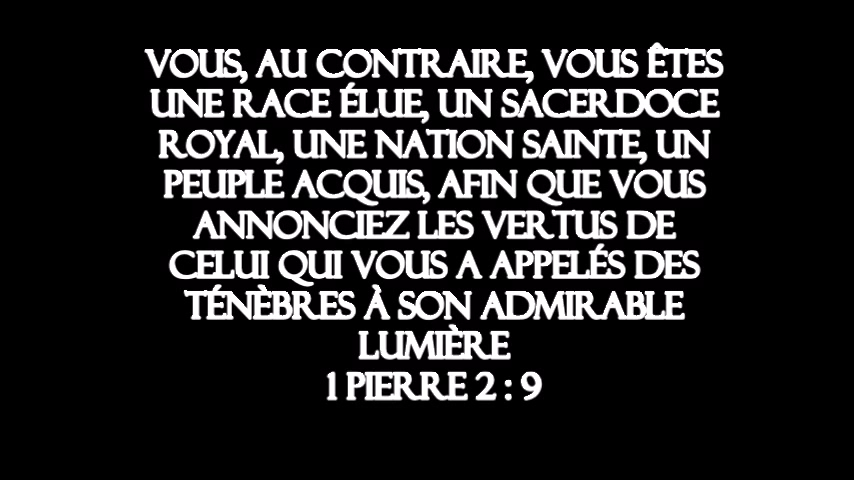 VOUS, AU CONTRAIRE, VOUS ÊTES
UNE RACE ÉLUE, UN SACERDOCE
ROYAL, UNE NATION SAINTE, UN
PEUPLE ACQUIS, AFIN QUE VOUS
ANNONCIEZ LES VERTUS DE
CELUI QUI VOUS A APPELÉS DES
TÉNÈBRES À SON ADMIRABLE
LUMIÈRE
1 PIERRE 2 : 9